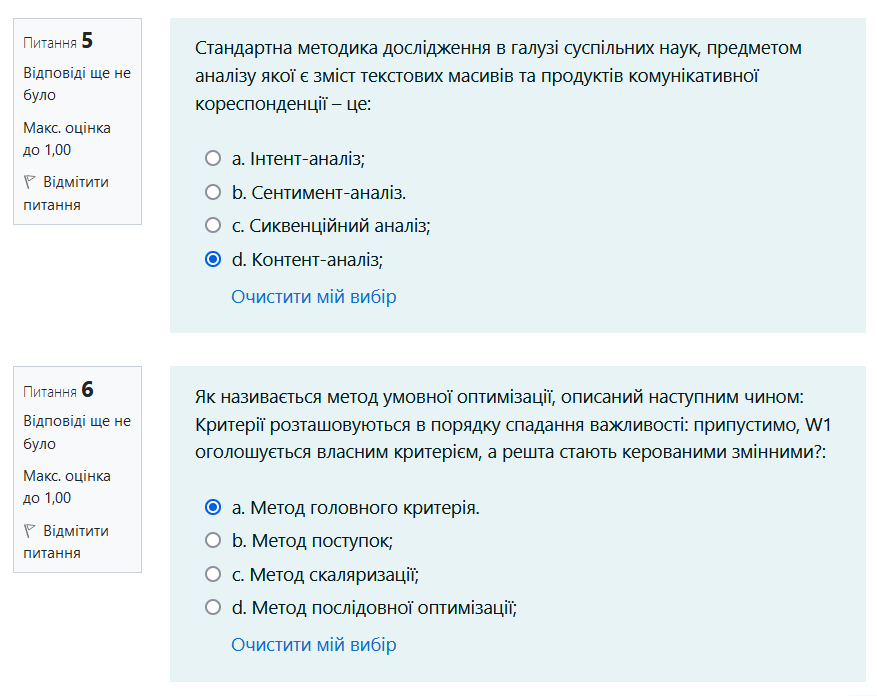 Питання 5
Відповіді ще не
було
Макс. оцінка
до 1,00
Відмітити
питання
Стандартна методика дослідження в галузі суспільних наук, предметом
аналізу якої є зміст текстових масивів та продуктів комунікативної
кореспонденції – це:
a. Інтент-аналіз;
b. Сентимент-аналіз.
c. Сиквенційний аналіз;
d. Контент-аналіз;
Очистити мій вибір
Питання 6
Відповіді ще не
було
Макс. оцінка
до 1,00
Відмітити
питання
Як називається метод умовної оптимізації, описаний наступним чином:
Критерії розташовуються в порядку спадання важливості: припустимо, W1
оголошується власним критерієм, а решта стають керованими змінними?:
a. Метод головного критерія.
b. Метод поступок;
c. Метод скаляризації;
d. Метод послідовної оптимізації;
Очистити мій вибір